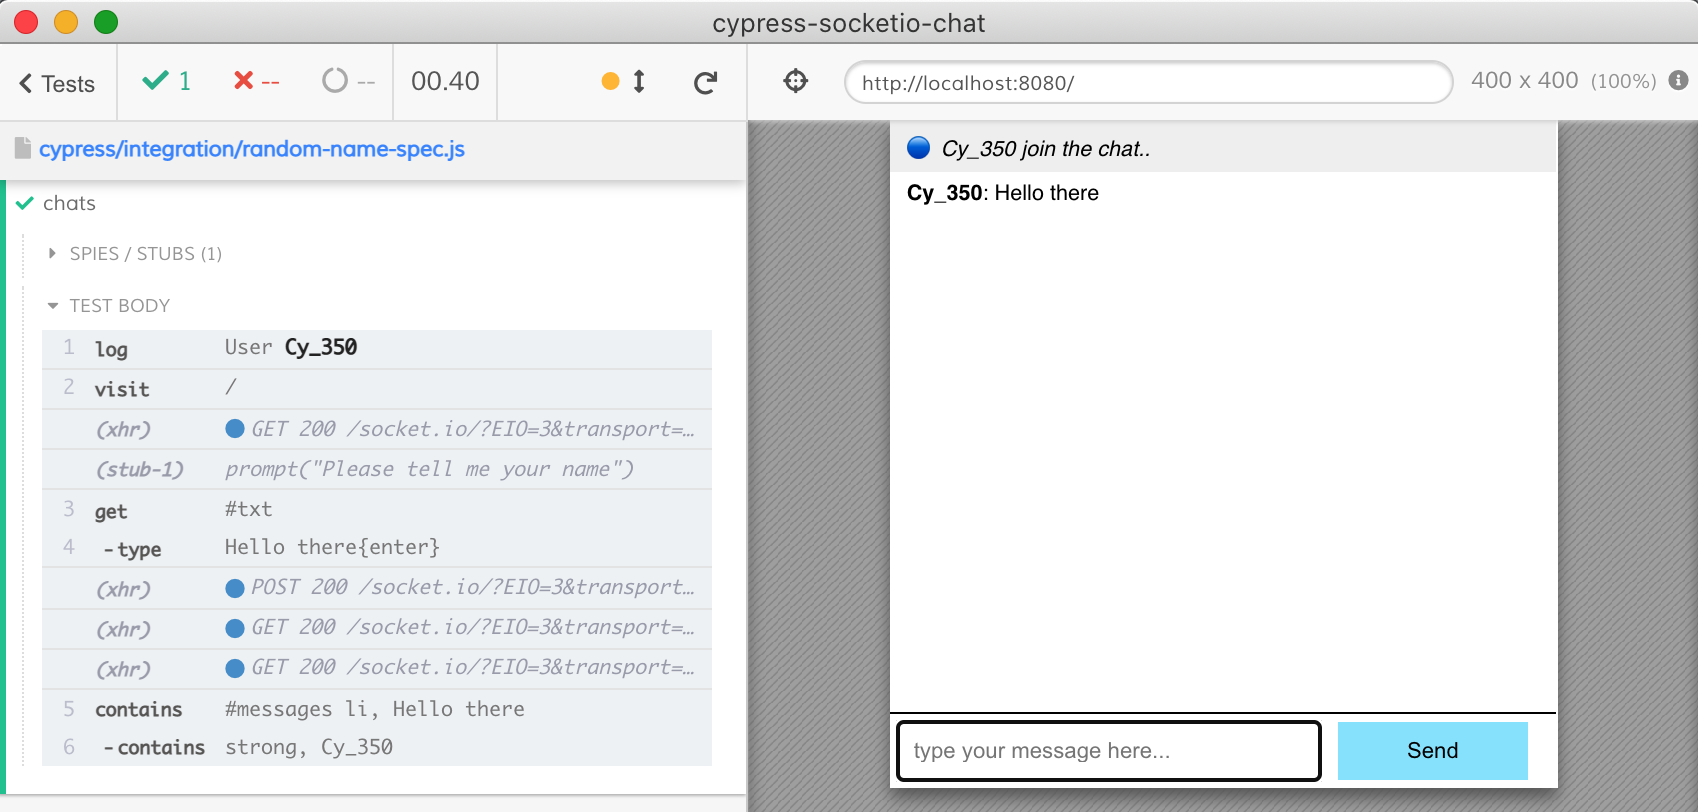 cypress-socketio-chat
Tests
1
--
--
00.40
http://localhost:8080/
400 x 400 (100%)
cypress/integration/random-name-spec.js
chats
SPIES / STUBS (1)
TEST BODY
1 log User Cy_350
2 visit /
(xhr) GET 200 /socket.io/?EIO=3&transport=…
(stub-1) prompt("Please tell me your name")
3 get #txt
4 -type Hello there{enter}
(xhr) POST 200 /socket.io/?EIO=3&transport…
(xhr) GET 200 /socket.io/?EIO=3&transport=…
(xhr) GET 200 /socket.io/?EIO=3&transport=…
5 contains #messages li, Hello there
6 -contains strong, Cy_350
Cy_350 join the chat..
Cy_350: Hello there
type your message here...
Send